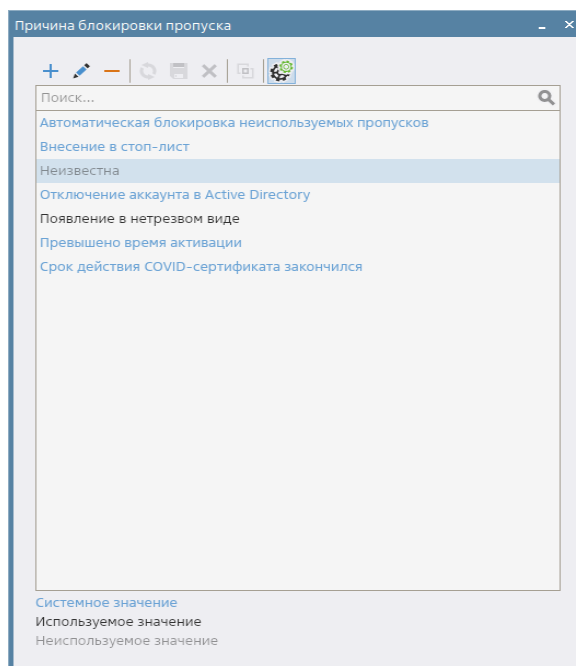 Причина блокировки пропуска
Поиск...
Автоматическая блокировка неиспользуемых пропусков
Внесение в стоп-лист
Неизвестна
Отключение аккаунта в Active Directory
Появление в нетрезвом виде
Превышено время активации
Срок действия COVID-сертификата закончился
Системное значение
Используемое значение
Неиспользуемое значение